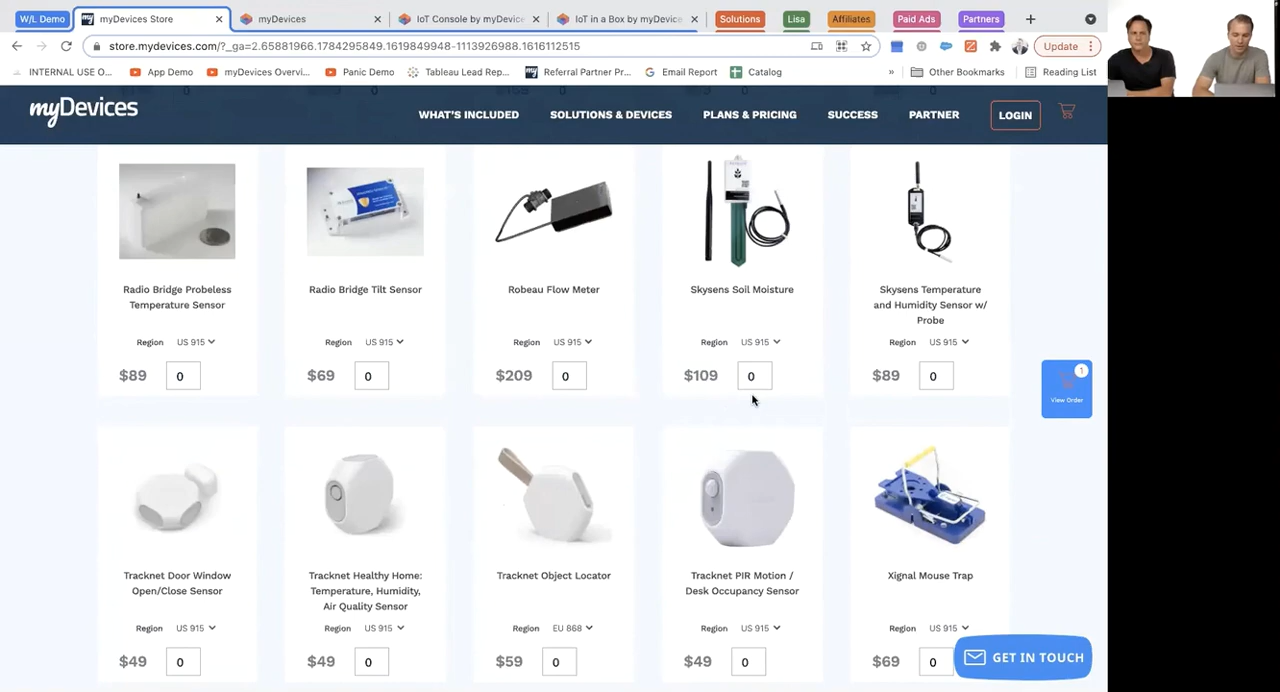 W/L Demo
myDevices Store
myDevices
IoT Console by myDevice
IoT in a Box by myDevice
Solutions
Lisa
Affiliates
Paid Ads
Partners
store.mydevices.com/?_ga=2.65881966.1784295849.1619849948-1113926988.1616112515
Update
INTERNAL USE O...
App Demo
myDevices Overvi...
Panic Demo
Tableau Lead Rep...
Referral Partner Pr...
Email Report
Catalog
»
Other Bookmarks
Reading List
myDevices
WHAT'S INCLUDED
SOLUTIONS & DEVICES
PLANS & PRICING
SUCCESS
PARTNER
LOGIN
Radio Bridge Probeless
Temperature Sensor
Radio Bridge Tilt Sensor
Robeau Flow Meter
Skysens Soil Moisture
Skysens Temperature
and Humidity Sensor w/
Probe
Region US 915
Region US 915
Region US 915
Region US 915
Region US 915
$89 0
$69 0
$209 0
$109 0
$89 0
1
View Order
Tracknet Door Window
Open/Close Sensor
Tracknet Healthy Home:
Temperature, Humidity,
Air Quality Sensor
Tracknet Object Locator
Tracknet PIR Motion /
Desk Occupancy Sensor
Xignal Mouse Trap
Region US 915
Region US 915
Region EU 868
Region US 915
Region US 915
$49 0
$49 0
$59 0
$49 0
$69 0
GET IN TOUCH